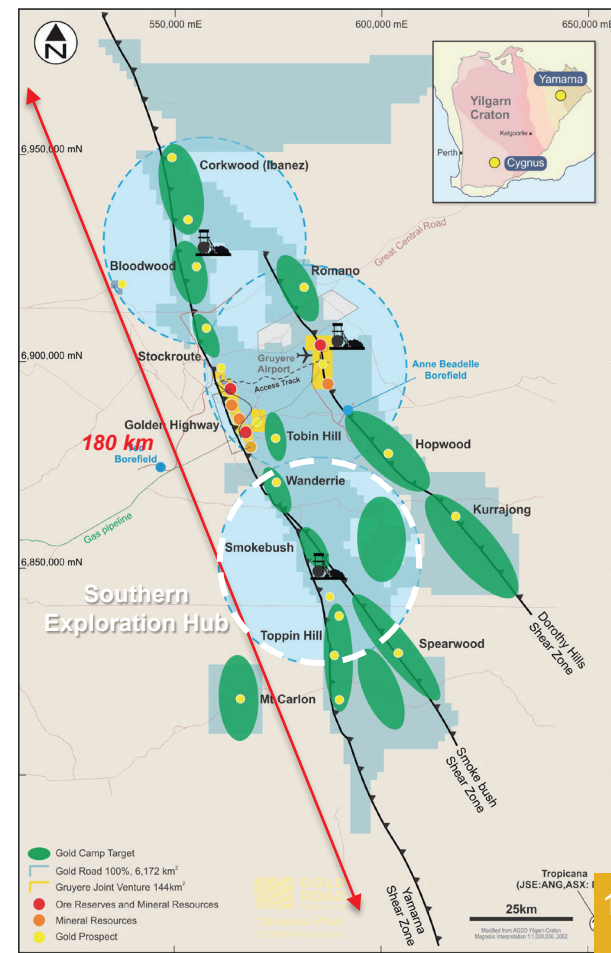 550,000 mE
600,000 mE
650,000 mE
N
Yamarna
Yilgarn
Craton
Kalgoorlie
Perth
Cygnus
6,950,000 mN
Corkwood (Ibanez)
Great Central Road
Bloodwood
Romano
Stockroute
6,900,000 mN
Gruyere
Airport
Anne Beadelle
Borefield
Access Track
Golden Highway
180 km
Borefield
Tobin Hill
Hopwood
Wanderrie
Kurrajong
Gas pipeline
Smokebush
6,850,000 mN
Southern
Exploration Hub
Toppin Hill
Spearwood
Dorothy Hills
Shear Zone
Mt Carlon
Smoke bush
Shear Zone
Yamarna
Shear Zone
Gold Camp Target
Gold Road 100%, 6,172 km²
Gruyere Joint Venture 144km²
Ore Reserves and Mineral Resources
Mineral Resources
Gold Prospect
GOLD
ROAD
Tropicana
(JSE:ANG,ASX:
25km
Modified from AGSO Yilgarn Craton
Magnetic interpretation 1:1,000,000, 2002
1